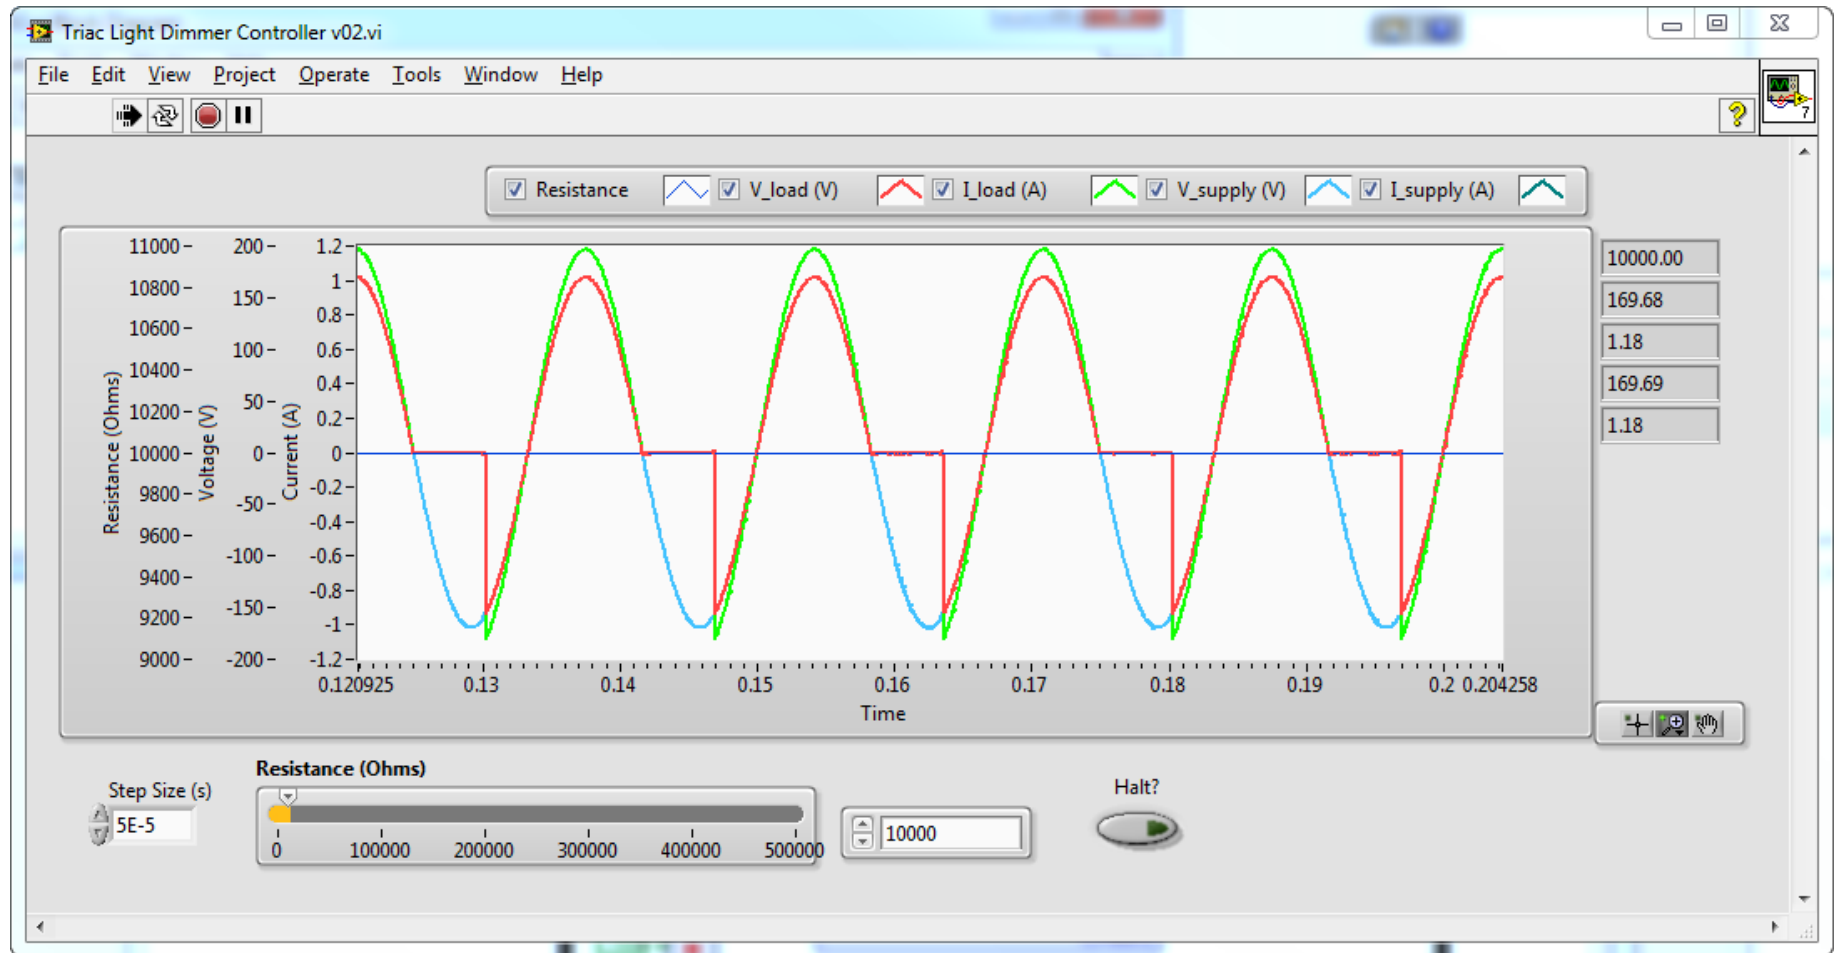 Triac Light Dimmer Controller v02.vi
File Edit View Project Operate Tools Window Help
? 7
Resistance V_load (V) I_load (A) V_supply (V) I_supply (A)
11000 200 1.2
1
10800
150
0.8
10600
100 0.6
10400 0.4
50
10200 0.2
10000 0 0
-0.2
9800
-50
-0.4
9600
-100 -0.6
9400
-0.8
-150
9200
-1
9000 -200 -1.2
Resistance (Ohms)
Voltage (V)
Current (A)
0.120925 0.13 0.14 0.15 0.16 0.17 0.18 0.19 0.2 0.204258
Time
10000.00
169.68
1.18
169.69
1.18
Resistance (Ohms)
Step Size (s)
5E-5
0 100000 200000 300000 400000 500000
10000
Halt?